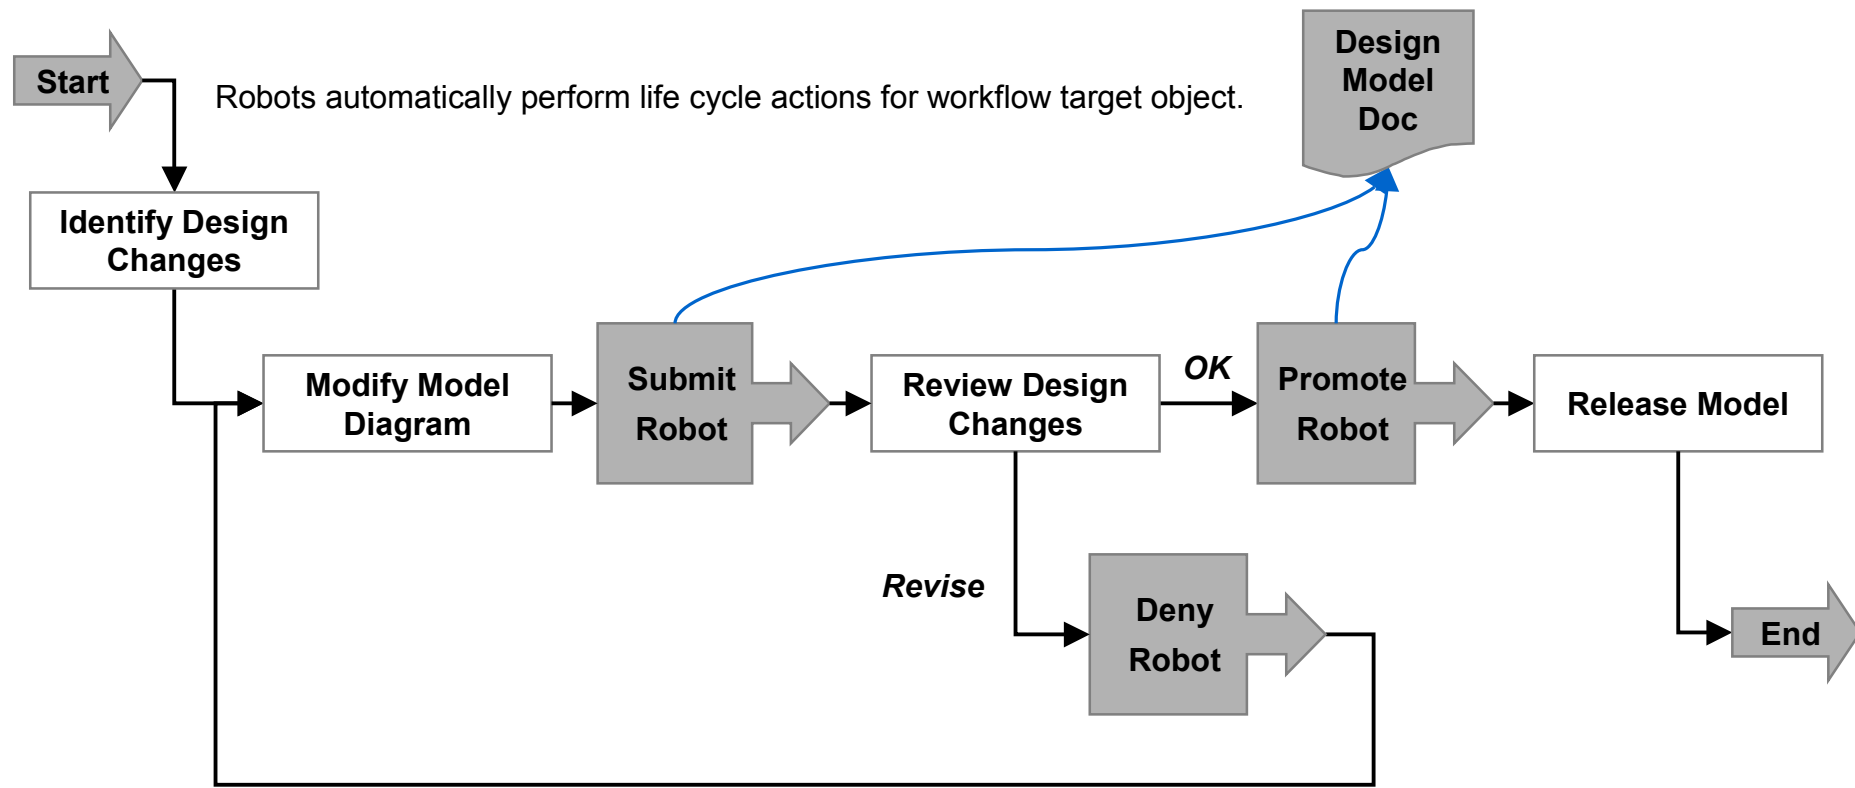 Start
Robots automatically perform life cycle actions for workflow target object.
Design
Model
Doc
Identify Design
Changes
Modify Model
Diagram
Submit
Robot
Review Design
Changes
OK
Promote
Robot
Release Model
Revise
Deny
Robot
End